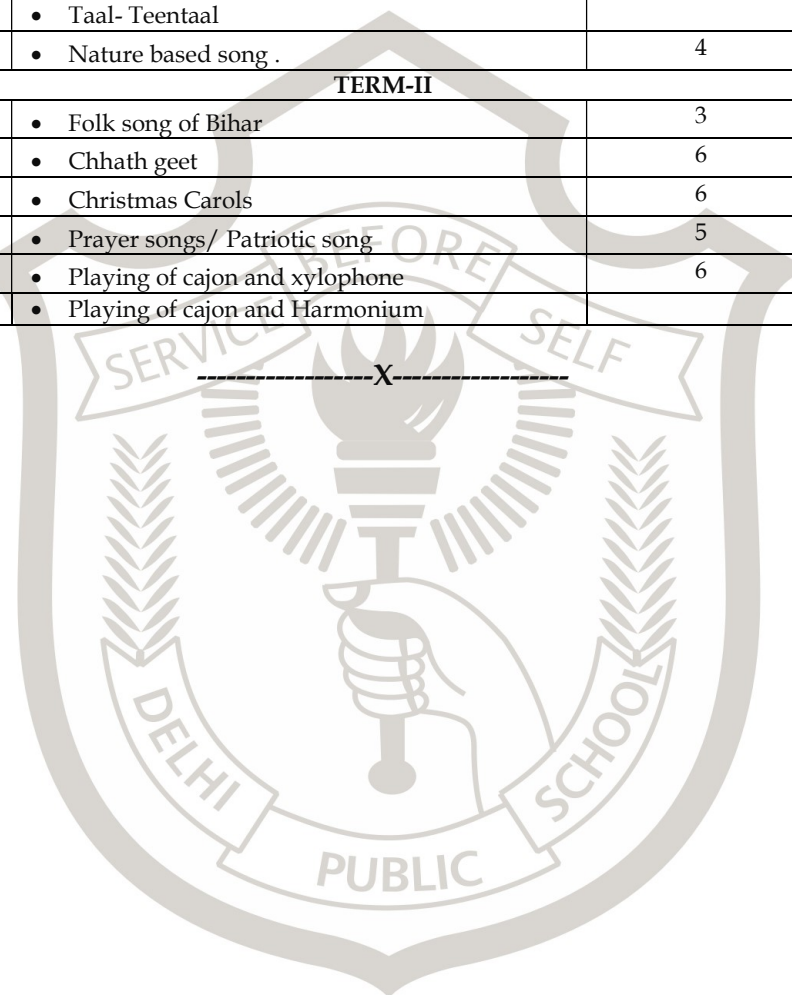 • Taal- Teentaal
• Nature based song . 4
TERM-II
• Folk song of Bihar 3
• Chhath geet 6
• Christmas Carols 6
• Prayer songs/ Patriotic song 5
• Playing of cajon and xylophone 6
• Playing of cajon and Harmonium
-------------------X-------------------
SERVICE BEFORE SELF
DELHI PUBLIC SCHOOL